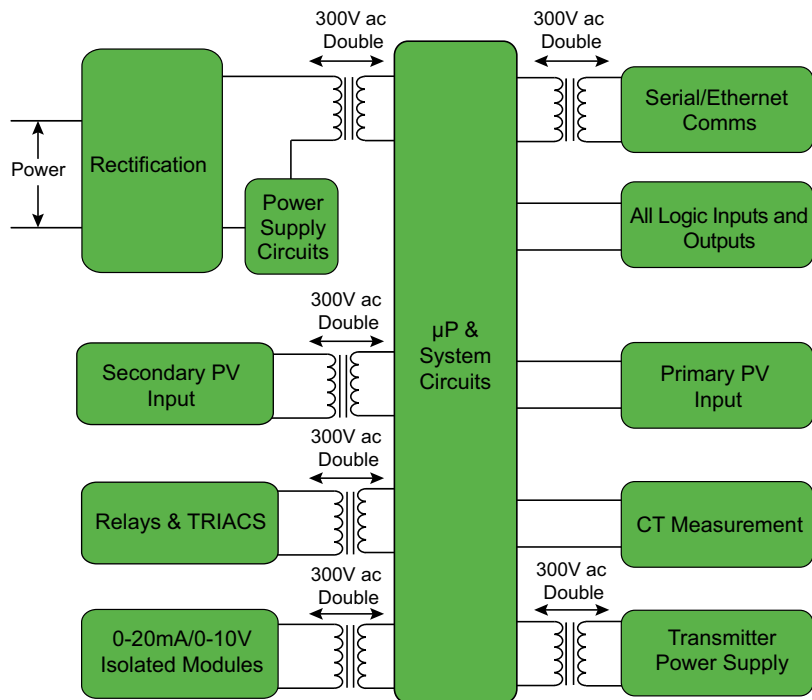 300V ac
Double
300V ac
Double
Serial/Ethernet
Comms
Rectification
Power
Power
Supply
Circuits
All Logic Inputs and
Outputs
300V ac
Double
µP &
System
Circuits
Secondary PV
Input
Primary PV
Input
300V ac
Double
Relays & TRIACS
CT Measurement
300V ac
Double
300V ac
Double
0-20mA/0-10V
Isolated Modules
Transmitter
Power Supply